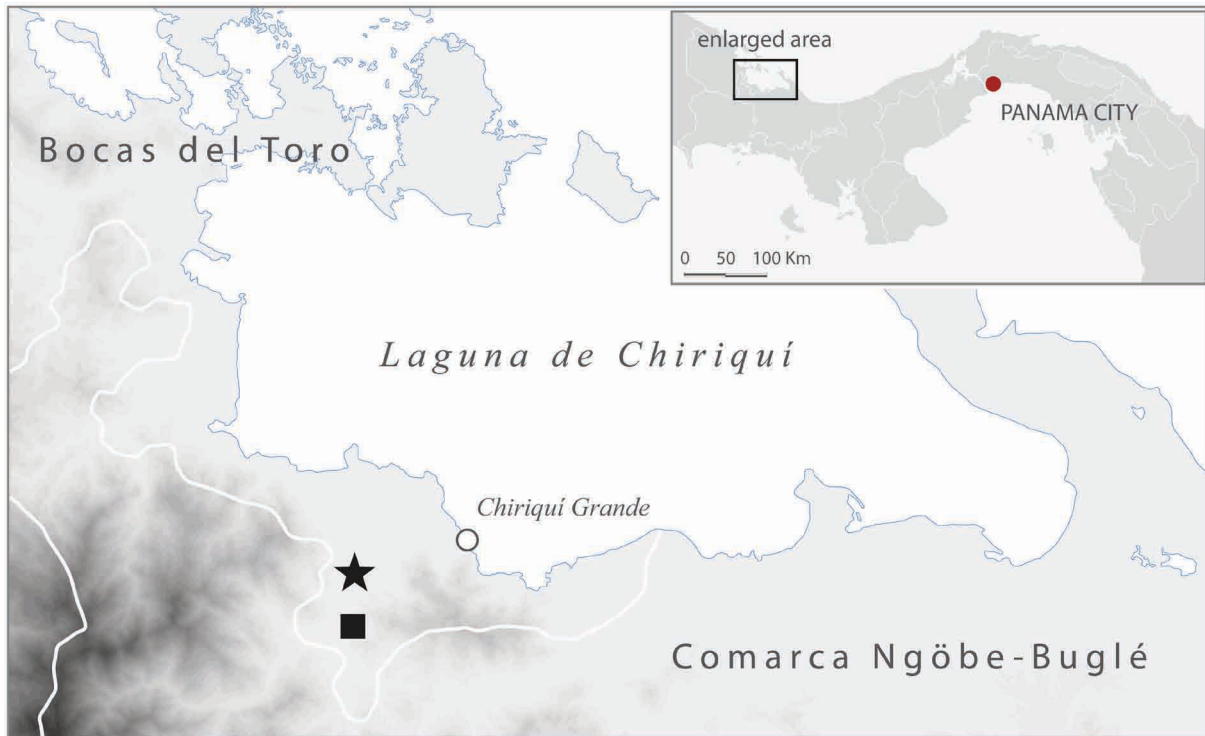 enlarged area
PANAMA CITY
0 50 100 Km
Bocas del Toro
Laguna de Chiriquí
Chiriquí Grande
Comarca Ngöbe-Buglé